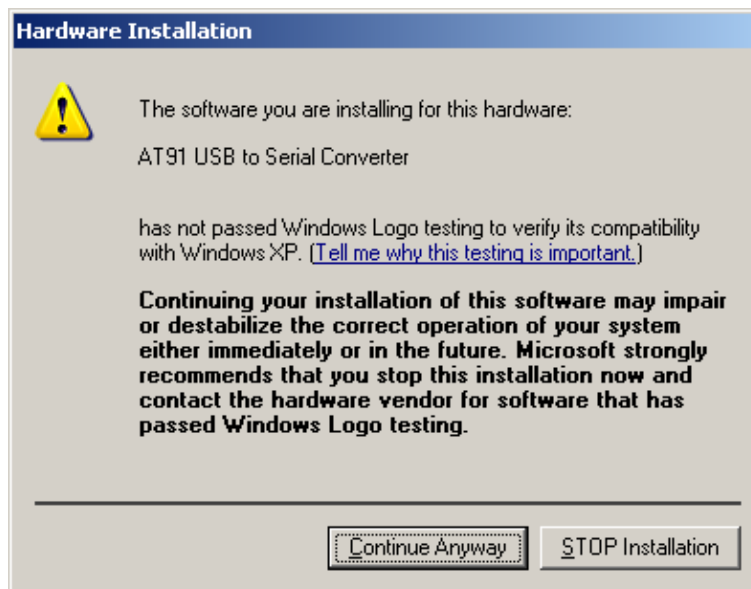 Hardware Installation
The software you are installing for this hardware:
AT91 USB to Serial Converter
has not passed Windows Logo testing to verify its compatibility
with Windows XP. (Tell me why this testing is important.)
Continuing your installation of this software may impair
or destabilize the correct operation of your system
either immediately or in the future. Microsoft strongly
recommends that you stop this installation now and
contact the hardware vendor for software that has
passed Windows Logo testing.
Continue Anyway
STOP Installation